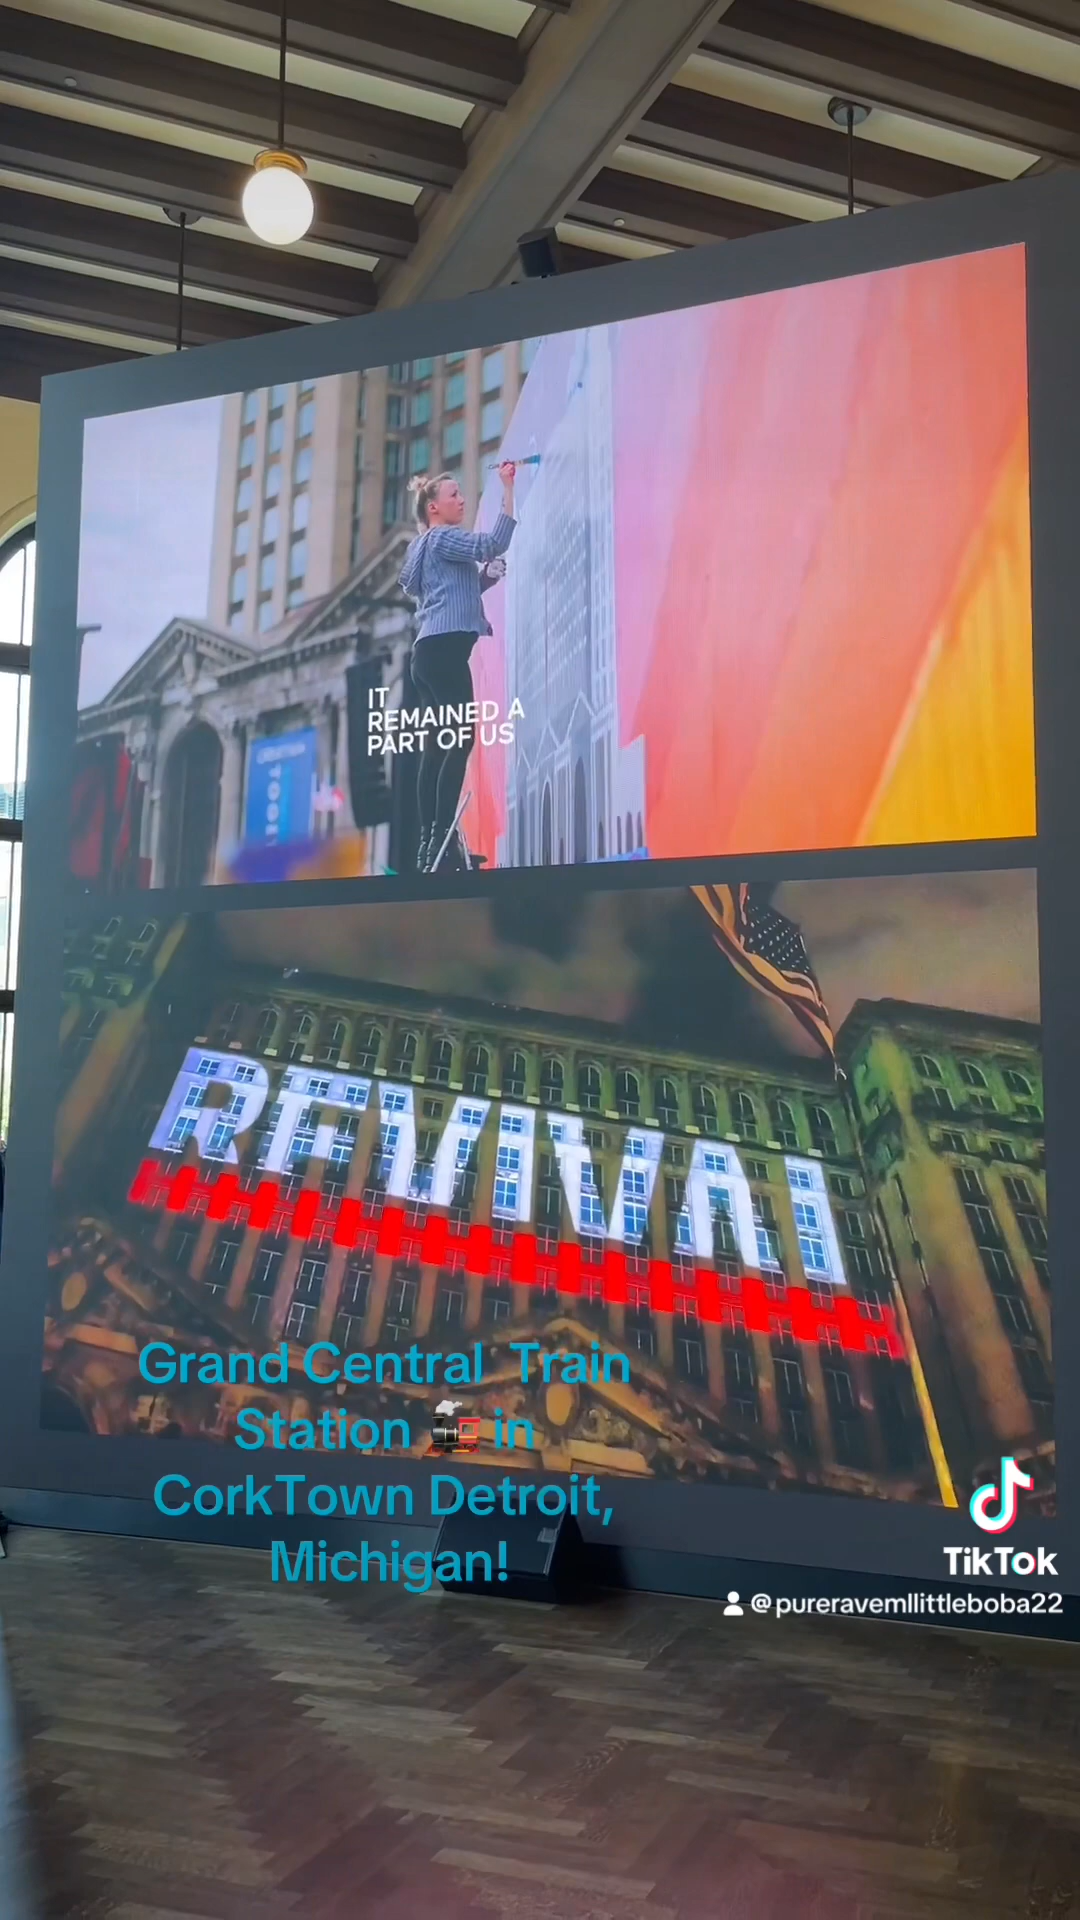 IT
REMAINED A
PART OF US
REVIVAL
Grand Central Train
Station 🚂 in
CorkTown Detroit,
Michigan!
TikTok
@pureravemllittleboba22